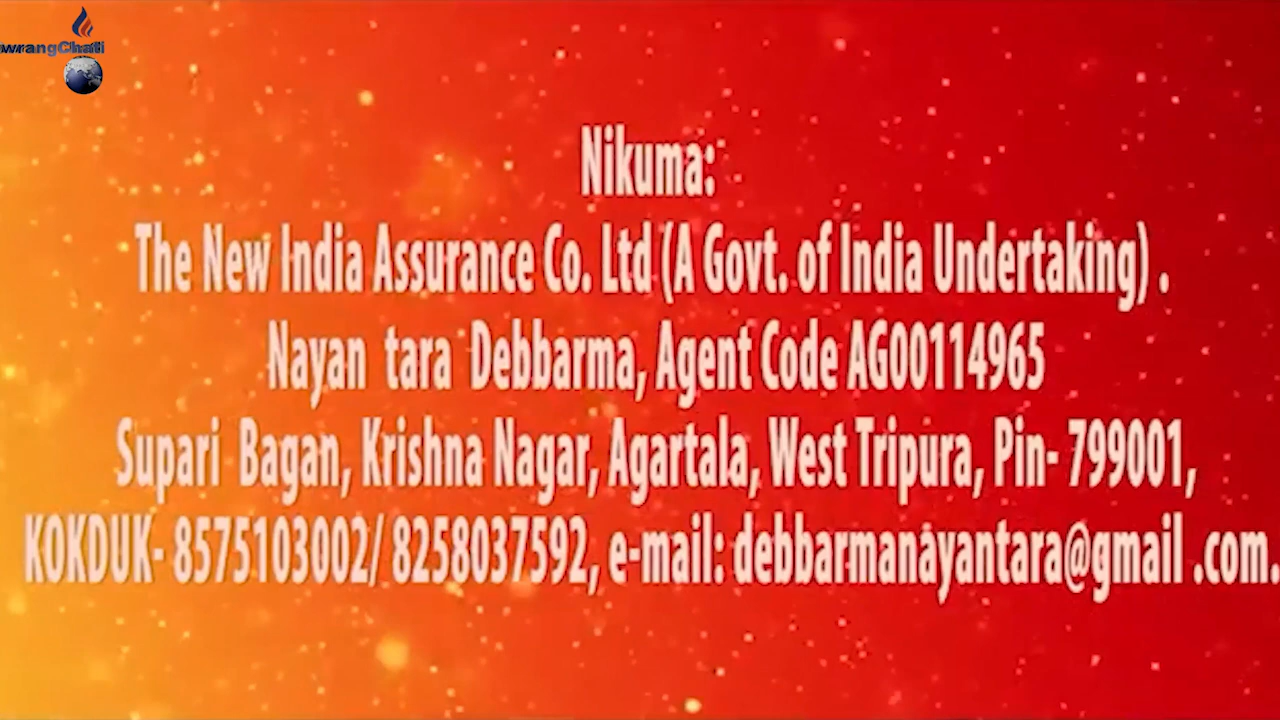 Nikuma:
The New India Assurance Co. Ltd (A Govt. of India Undertaking) .
Nayan tara Debbarma, Agent Code AG00114965
Supari Bagan, Krishna Nagar, Agartala, West Tripura, Pin- 799001,
KOKDUK- 8575103002/ 8258037592, e-mail: debbarmanayantara@gmail .com.